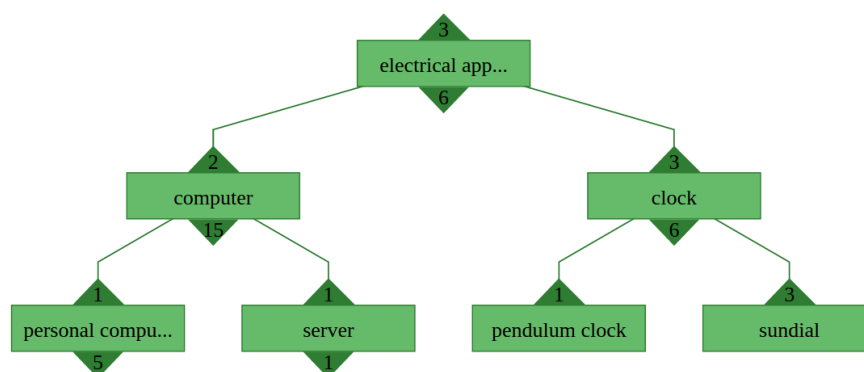 3
electrical app...
6
2
3
computer
clock
15
6
1
1
1
3
personal compu...
server
pendulum clock
sundial
5
1